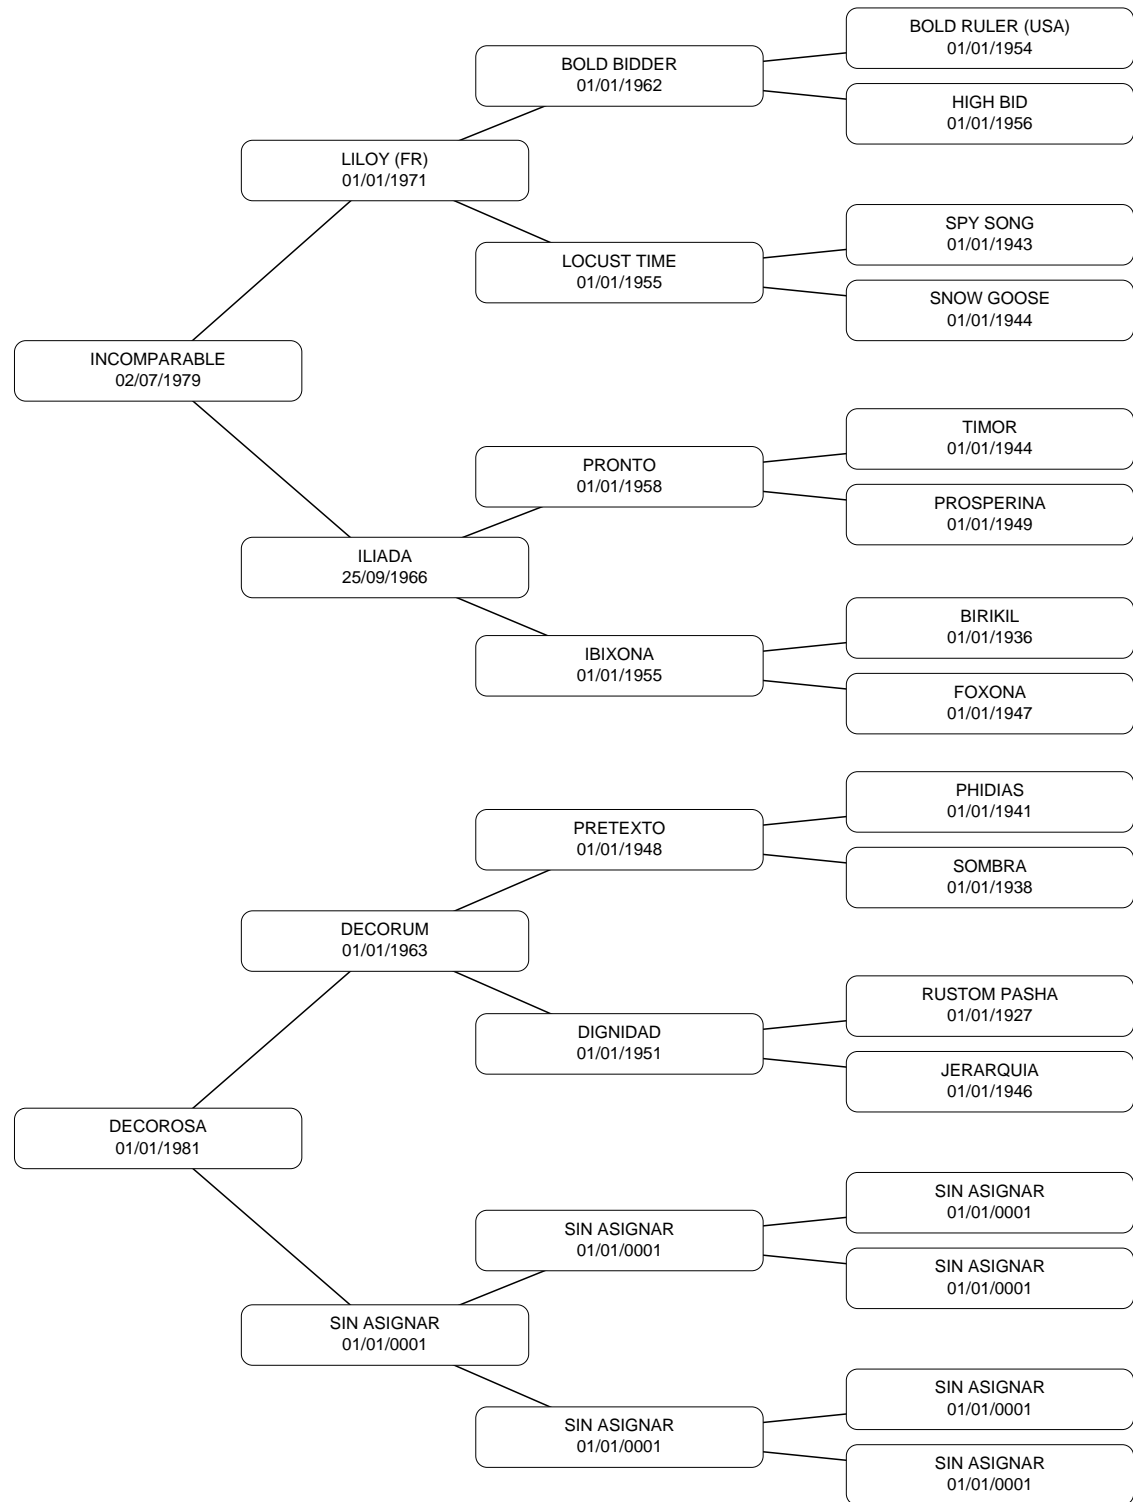 BOLD RULER (USA)
01/01/1954
BOLD BIDDER
01/01/1962
HIGH BID
01/01/1956
LILOY (FR)
01/01/1971
SPY SONG
01/01/1943
LOCUST TIME
01/01/1955
SNOW GOOSE
01/01/1944
INCOMPARABLE
02/07/1979
TIMOR
01/01/1944
PRONTO
01/01/1958
PROSPERINA
01/01/1949
ILIADA
25/09/1966
BIRIKIL
01/01/1936
IBIXONA
01/01/1955
FOXONA
01/01/1947
PHIDIAS
01/01/1941
PRETEXTO
01/01/1948
SOMBRA
01/01/1938
DECORUM
01/01/1963
RUSTOM PASHA
01/01/1927
DIGNIDAD
01/01/1951
JERARQUIA
01/01/1946
DECOROSA
01/01/1981
SIN ASIGNAR
01/01/0001
SIN ASIGNAR
01/01/0001
SIN ASIGNAR
01/01/0001
SIN ASIGNAR
01/01/0001
SIN ASIGNAR
01/01/0001
SIN ASIGNAR
01/01/0001
SIN ASIGNAR
01/01/0001